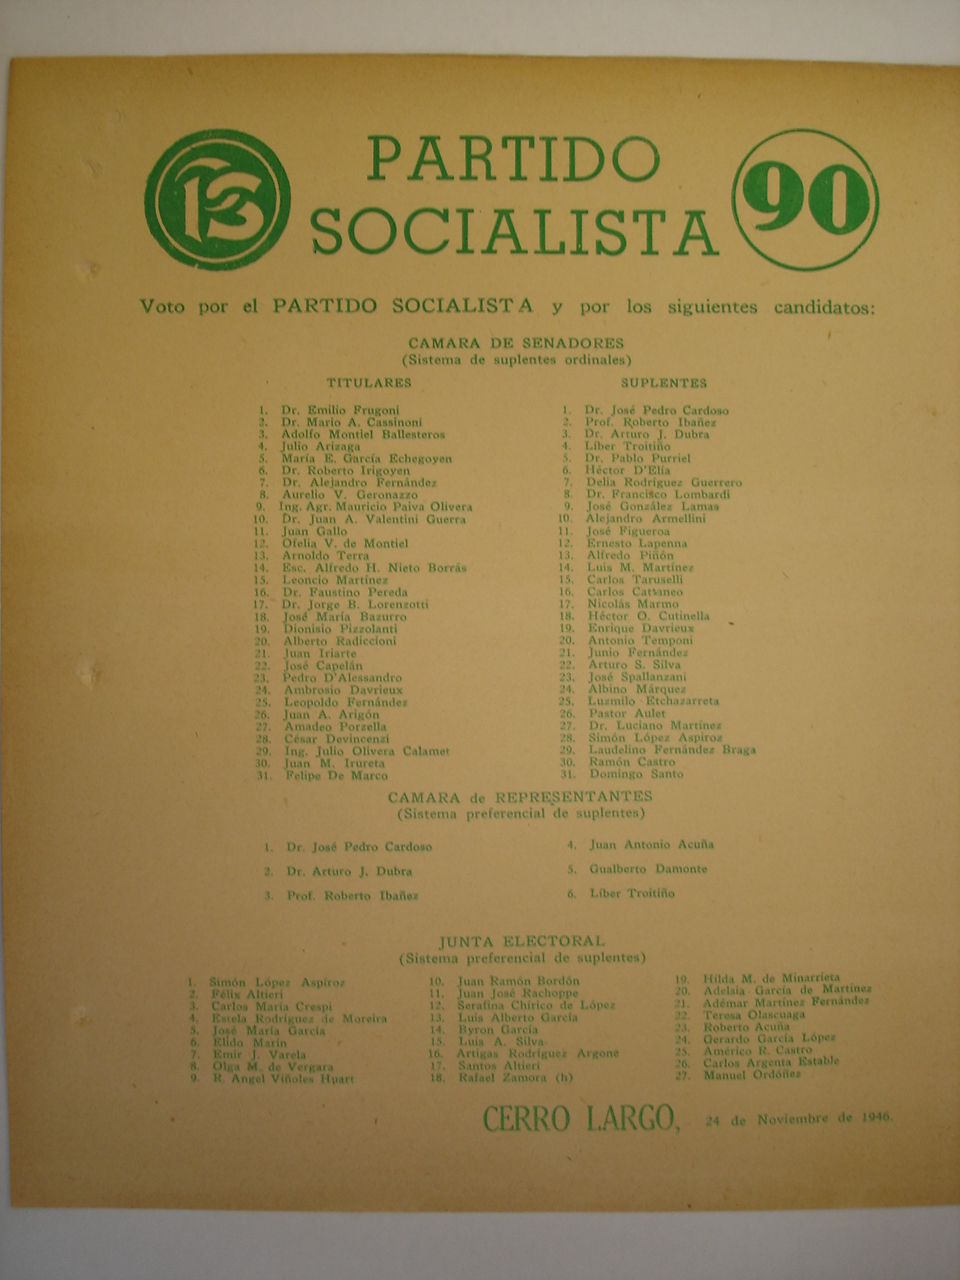 PS
PARTIDO
SOCIALISTA
90
Voto por el PARTIDO SOCIALISTA y por los siguientes candidatos:
CAMARA DE SENADORES
(Sistema de suplentes ordinales)
TITULARES
1. Dr. Emilio Frugoni
2. Dr. Mario A. Cassinoni
3. Adolfo Montiel Ballesteros
4. Julio Arizaga
5. María E. García Echegoyen
6. Dr. Roberto Irigoyen
7. Dr. Alejandro Fernández
8. Aurelio V. Geronazzo
9. Ing. Agr. Mauricio Paiva Olivera
10. Dr. Juan A. Valentini Guerra
11. Juan Gallo
12. Ofelia V. de Montiel
13. Arnoldo Terra
14. Esc. Alfredo H. Nieto Borrás
15. Leoncio Martínez
16. Dr. Faustino Pereda
17. Dr. Jorge B. Lorenzotti
18. José María Bazurro
19. Dionisio Pizzolanti
20. Alberto Radiccioni
21. Juan Iriarte
22. José Capelán
23. Pedro D'Alessandro
24. Ambrosio Davrieux
25. Leopoldo Fernández
26. Juan A. Arigón
27. Amadeo Porzella
28. César Devincenzi
29. Ing. Julio Olivera Calamet
30. Juan M. Irureta
31. Felipe De Marco
SUPLENTES
1. Dr. José Pedro Cardoso
2. Prof. Roberto Ibañez
3. Dr. Arturo J. Dubra
4. Líber Troitiño
5. Dr. Pablo Purriel
6. Héctor D'Elía
7. Delia Rodríguez Guerrero
8. Dr. Francisco Lombardi
9. José González Lamas
10. Alejandro Armellini
11. José Figueroa
12. Ernesto Lapenna
13. Alfredo Piñón
14. Luis M. Martínez
15. Carlos Taruselli
16. Carlos Catvaneo
17. Nicolás Marmo
18. Héctor O. Cutinella
19. Enrique Davrieux
20. Antonio Temponi
21. Junio Fernández
22. Arturo S. Silva
23. José Spallanzani
24. Albino Márquez
25. Luzmilo Etchazarreta
26. Pastor Aulet
27. Dr. Luciano Martínez
28. Simón López Aspiroz
29. Laudelino Fernández Braga
30. Ramón Castro
31. Domingo Santo
CAMARA de REPRESENTANTES
(Sistema preferencial de suplentes)
1. Dr. José Pedro Cardoso
2. Dr. Arturo J. Dubra
3. Prof. Roberto Ibañez
4. Juan Antonio Acuña
5. Gualberto Damonte
6. Líber Troitiño
JUNTA ELECTORAL
(Sistema preferencial de suplentes)
1. Simón López Aspiroz
2. Félix Altieri
3. Carlos María Crespi
4. Estela Rodríguez de Moreira
5. José María García
6. Elido Marín
7. Emir J. Varela
8. Olga M. de Vergara
9. R. Angel Viñoles Huart
10. Juan Ramón Bordón
11. Juan José Rachoppe
12. Serafina Chirico de López
13. Luis Alberto García
14. Byron García
15. Luis A. Silva
16. Artigas Rodríguez Argone
17. Santos Altieri
18. Rafael Zamora (h)
19. Hilda M. de Minarrieta
20. Adelaia García de Martínez
21. Adémar Martínez Fernández
22. Teresa Olascuaga
23. Roberto Acuña
24. Gerardo García López
25. Américo R. Castro
26. Carlos Argenta Estable
27. Manuel Ordóñez
CERRO LARGO, 24 de Noviembre de 1946.